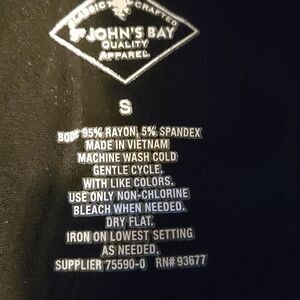 CLASSIC CRAFTED
ST. JOHN'S BAY
QUALITY
APPAREL
S
BODY 95% RAYON, 5% SPANDEX
MADE IN VIETNAM
MACHINE WASH COLD
GENTLE CYCLE.
WITH LIKE COLORS.
USE ONLY NON-CHLORINE
BLEACH WHEN NEEDED.
DRY FLAT.
IRON ON LOWEST SETTING
AS NEEDED.
SUPPLIER 75590-0 RN# 93677